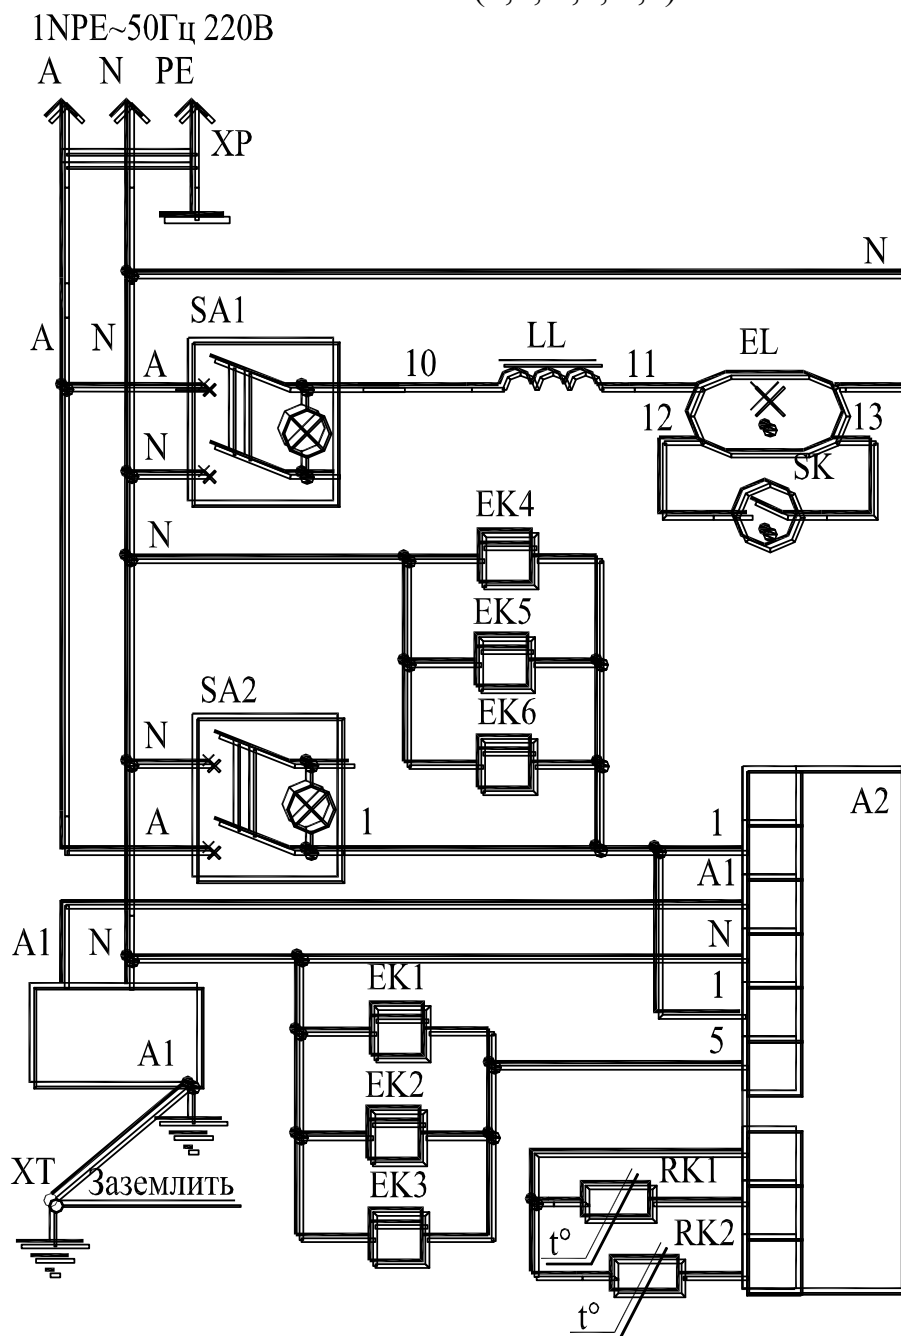 1NPE~50Гц 220В
A N PE
XP
N
SA1 LL EL
A N A 10 11
12 13
N SK
N EK4
EK5
SA2 EK6
N
A2
A 1 1
A1
A1 N N
EK1 1
A1 5
EK2
XT Заземлить EK3 RK1
t° RK2
t°